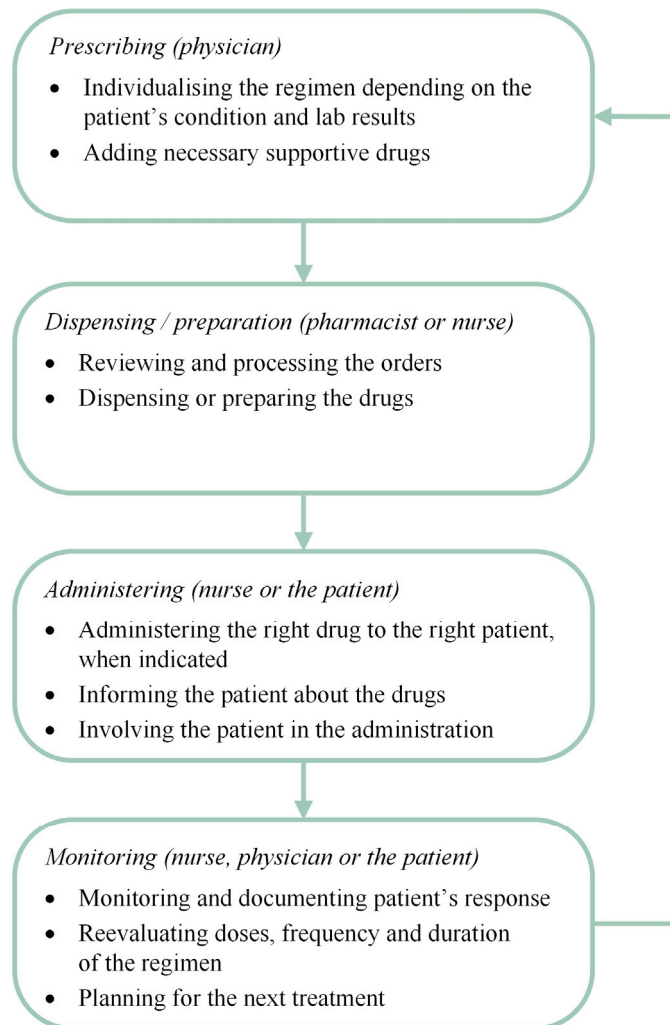 Prescribing (physician)
• Individualising the regimen depending on the
patient’s condition and lab results
• Adding necessary supportive drugs
Dispensing / preparation (pharmacist or nurse)
• Reviewing and processing the orders
• Dispensing or preparing the drugs
Administering (nurse or the patient)
• Administering the right drug to the right patient,
when indicated
• Informing the patient about the drugs
• Involving the patient in the administration
Monitoring (nurse, physician or the patient)
• Monitoring and documenting patient’s response
• Reevaluating doses, frequency and duration
of the regimen
• Planning for the next treatment